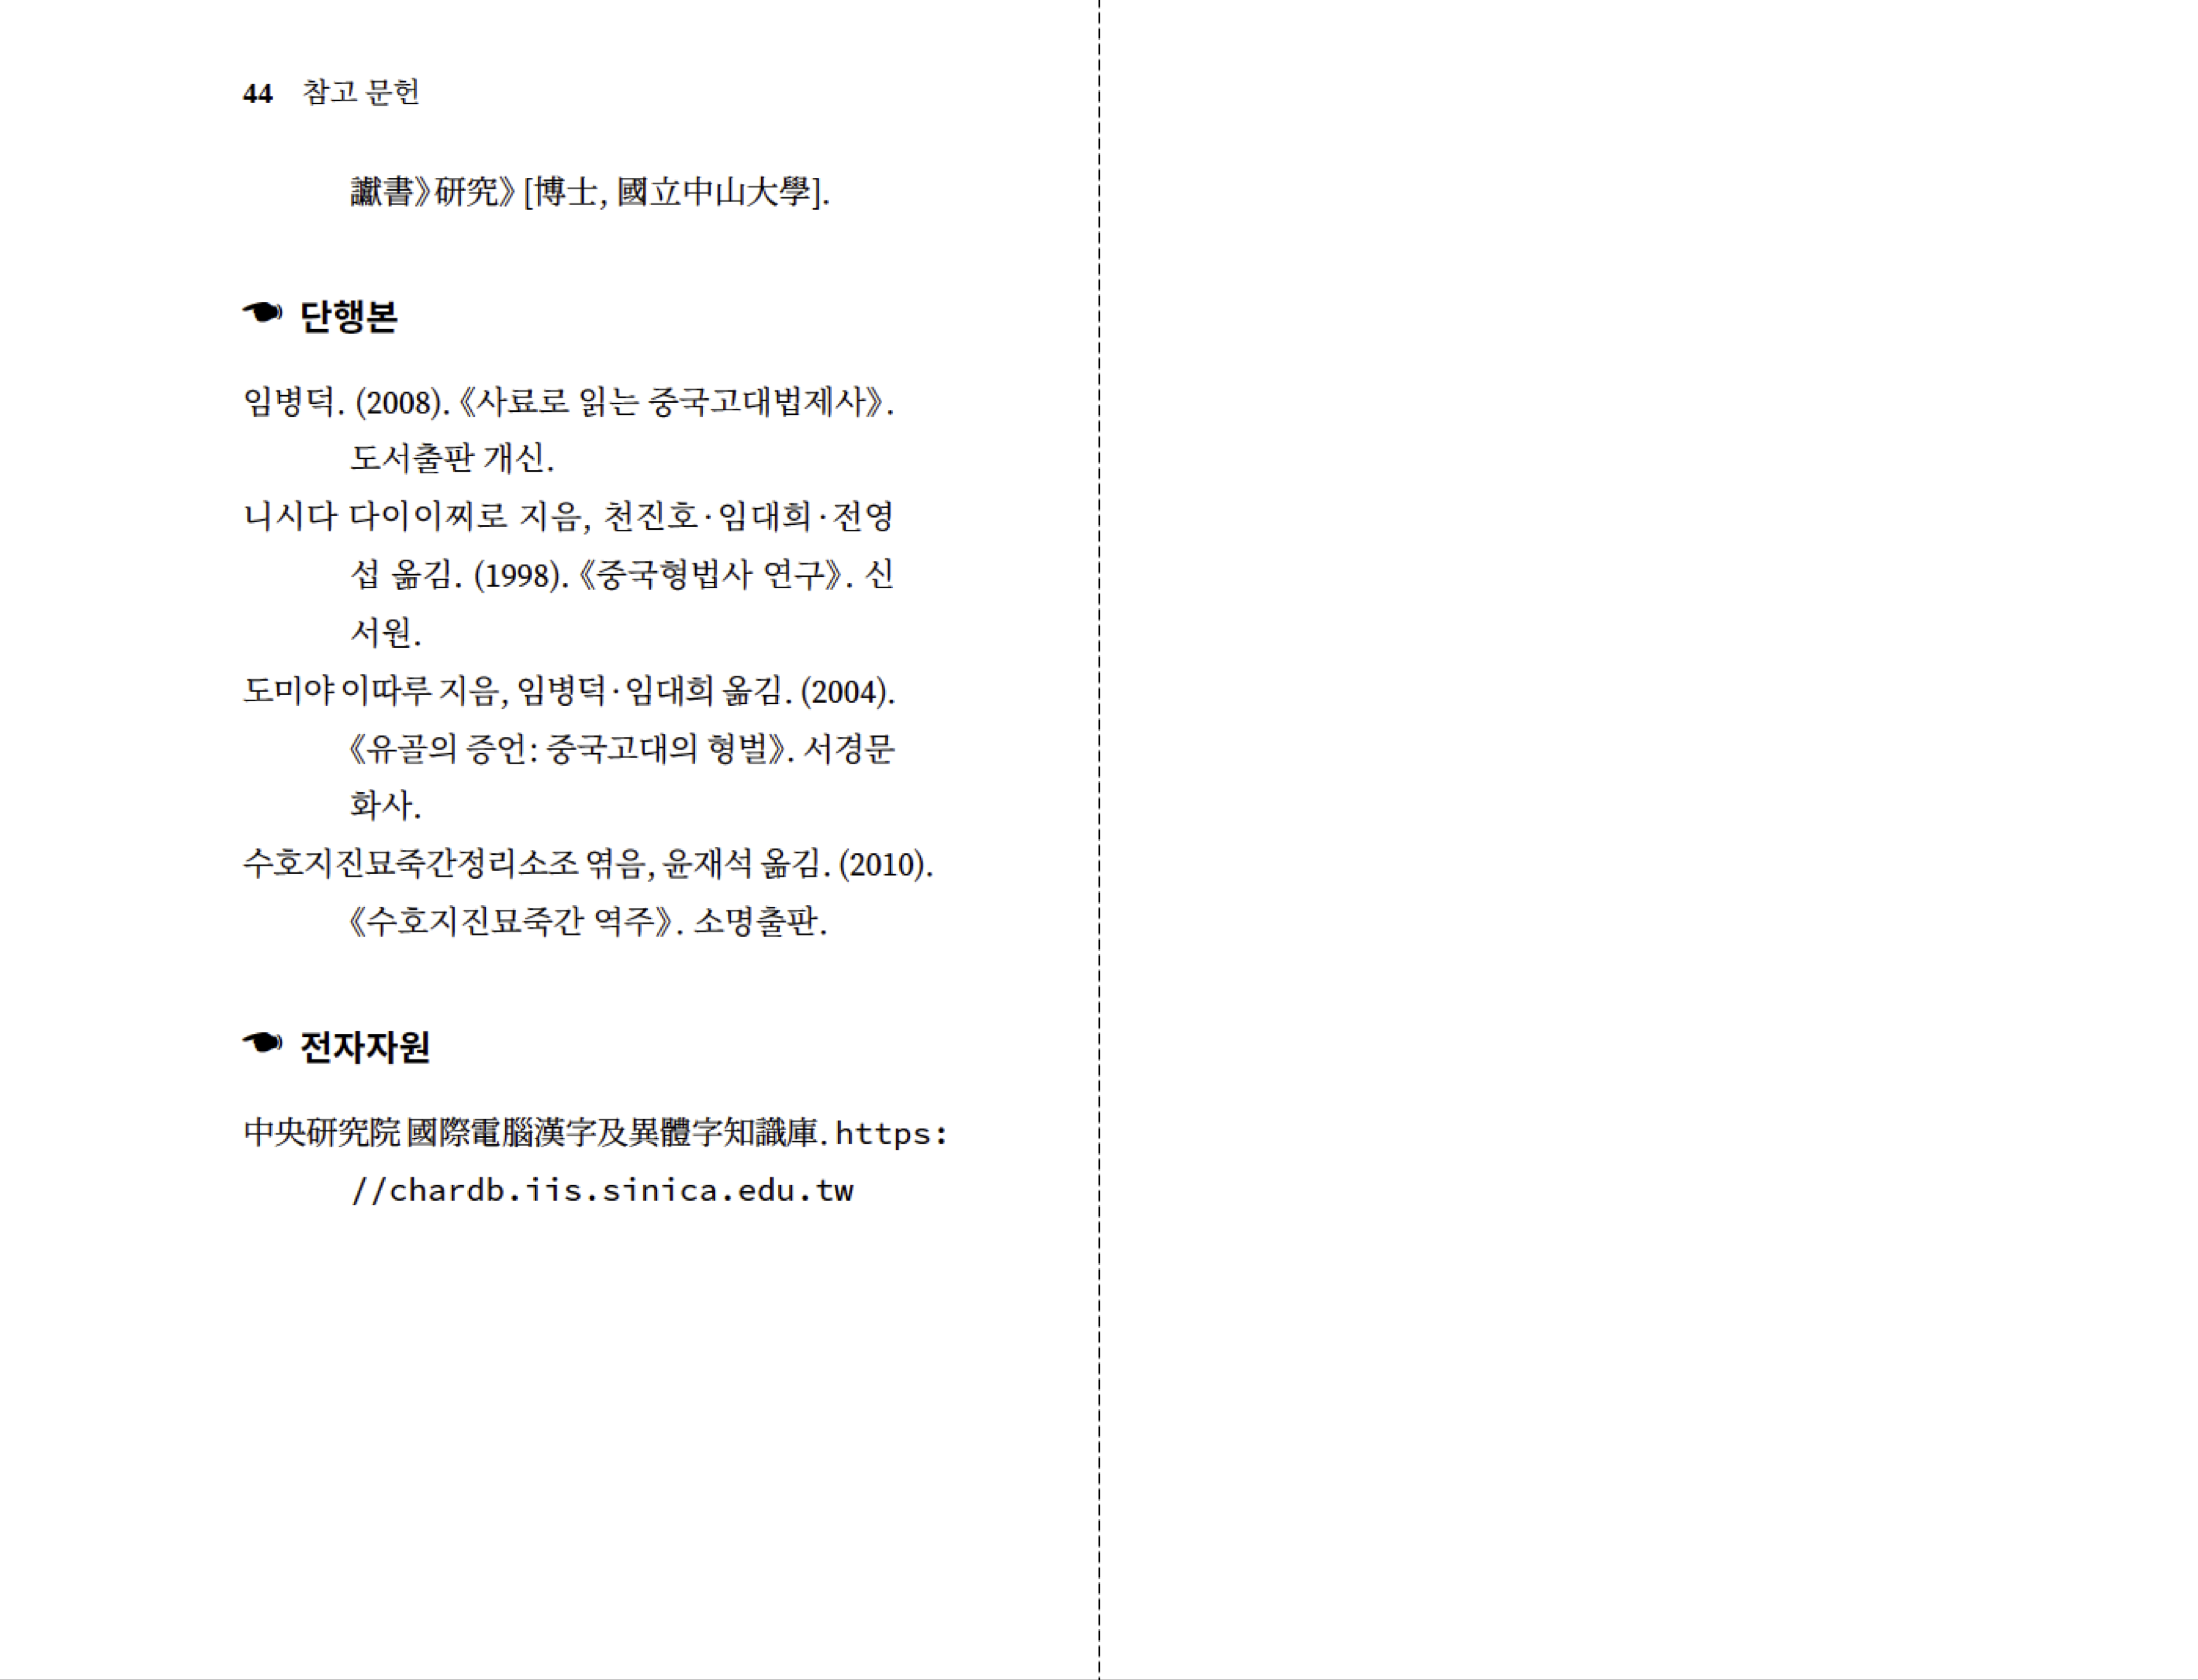 44 참고 문헌
讞書》研究》[博士, 國立中山大學].
☚ 단행본
임병덕. (2008).《사료로 읽는 중국고대법제사》.
도서출판 개신.
니시다 다이이찌로 지음, 천진호·임대희·전영
섭 옮김. (1998).《중국형법사 연구》. 신
서원.
도미야 이따루 지음, 임병덕·임대희 옮김. (2004).
《유골의 증언: 중국고대의 형벌》. 서경문
화사.
수호지진묘죽간정리소조 엮음, 윤재석 옮김. (2010).
《수호지진묘죽간 역주》. 소명출판.
☚ 전자자원
中央研究院 國際電腦漢字及異體字知識庫. https:
//chardb.iis.sinica.edu.tw